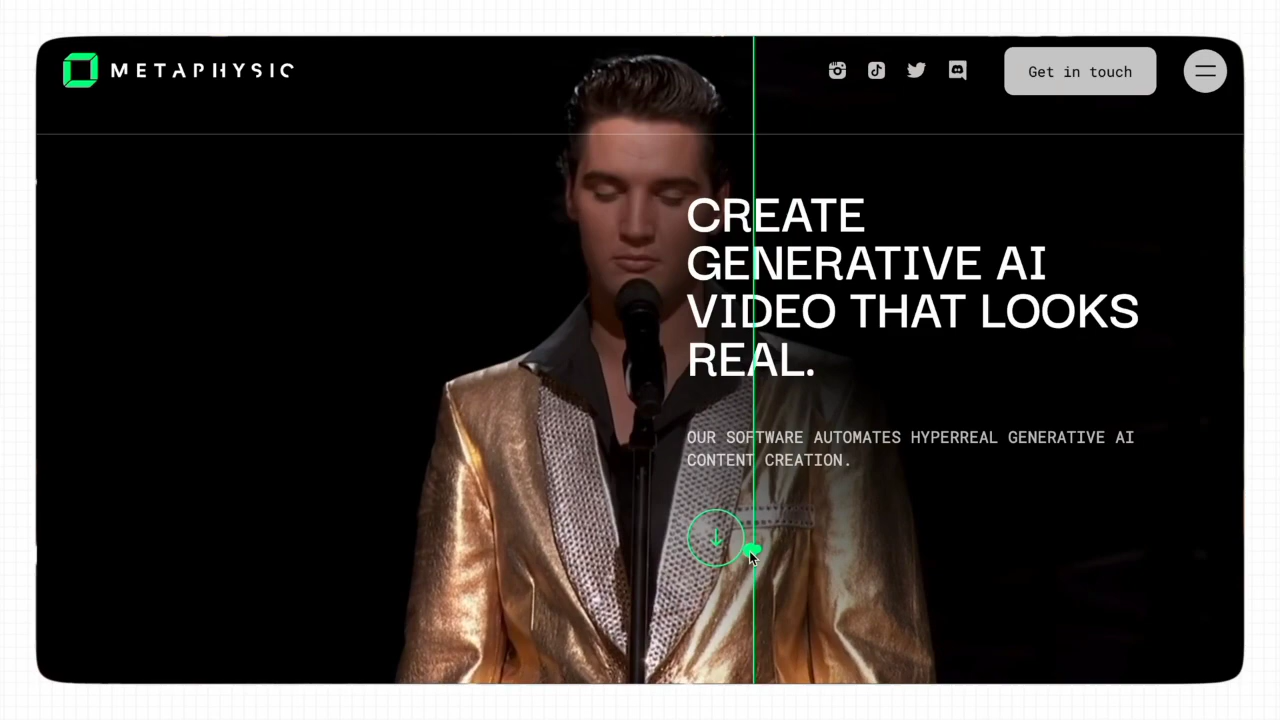 METAPHYSIC
Get in touch
CREATE
GENERATIVE AI
VIDEO THAT LOOKS
REAL.
OUR SOFTWARE AUTOMATES HYPERREAL GENERATIVE AI
CONTENT CREATION.